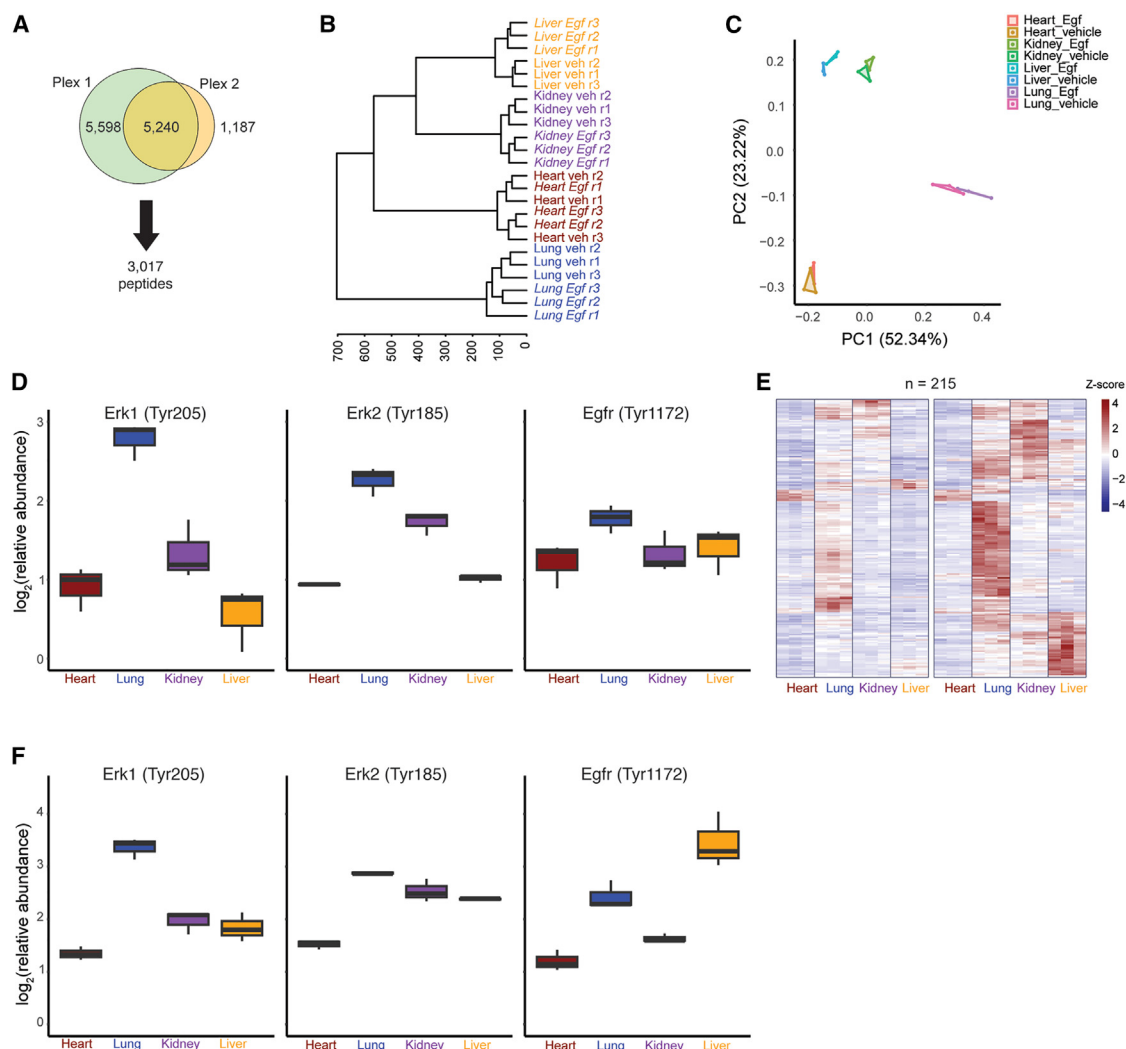 A
Plex 1
Plex 2
5,598
5,240
1,187
3,017
peptides
B
Liver Egf r3
Liver Egf r2
Liver Egf r1
Liver veh r2
Liver veh r1
Liver veh r3
Kidney veh r2
Kidney veh r1
Kidney veh r3
Kidney Egf r3
Kidney Egf r2
Kidney Egf r1
Heart veh r2
Heart Egf r1
Heart veh r1
Heart Egf r3
Heart Egf r2
Heart veh r3
Lung veh r2
Lung veh r1
Lung veh r3
Lung Egf r3
Lung Egf r2
Lung Egf r1
700 600 500 400 300 200 100 0
C
Heart_Egf
Heart_vehicle
Kidney_Egf
Kidney_vehicle
Liver_Egf
Liver_vehicle
Lung_Egf
Lung_vehicle
PC2 (23.22%)
0.2
0.1
0.0
−0.1
−0.2
−0.3
−0.2 0.0 0.2 0.4
PC1 (52.34%)
D
Erk1 (Tyr205) Erk2 (Tyr185) Egfr (Tyr1172)
log2(relative abundance)
3
2
1
0
Heart Lung Kidney Liver Heart Lung Kidney Liver Heart Lung Kidney Liver
E
n = 215
Z-score
4
2
0
−2
−4
Heart Lung Kidney Liver Heart Lung Kidney Liver
F
Erk1 (Tyr205) Erk2 (Tyr185) Egfr (Tyr1172)
log2(relative abundance)
4
3
2
1
0
Heart Lung Kidney Liver Heart Lung Kidney Liver Heart Lung Kidney Liver